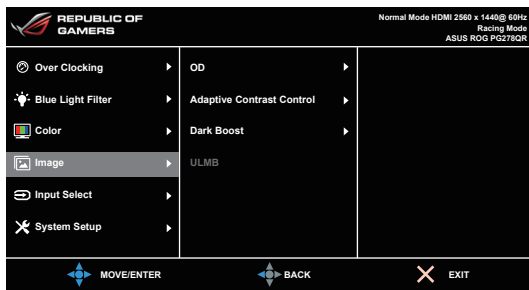 REPUBLIC OF
GAMERS
Normal Mode HDMI 2560 x 1440@ 60Hz
Racing Mode
ASUS ROG PG278QR
Over Clocking
Blue Light Filter
Color
Image
Input Select
System Setup
OD
Adaptive Contrast Control
Dark Boost
ULMB
MOVE/ENTER
BACK
EXIT